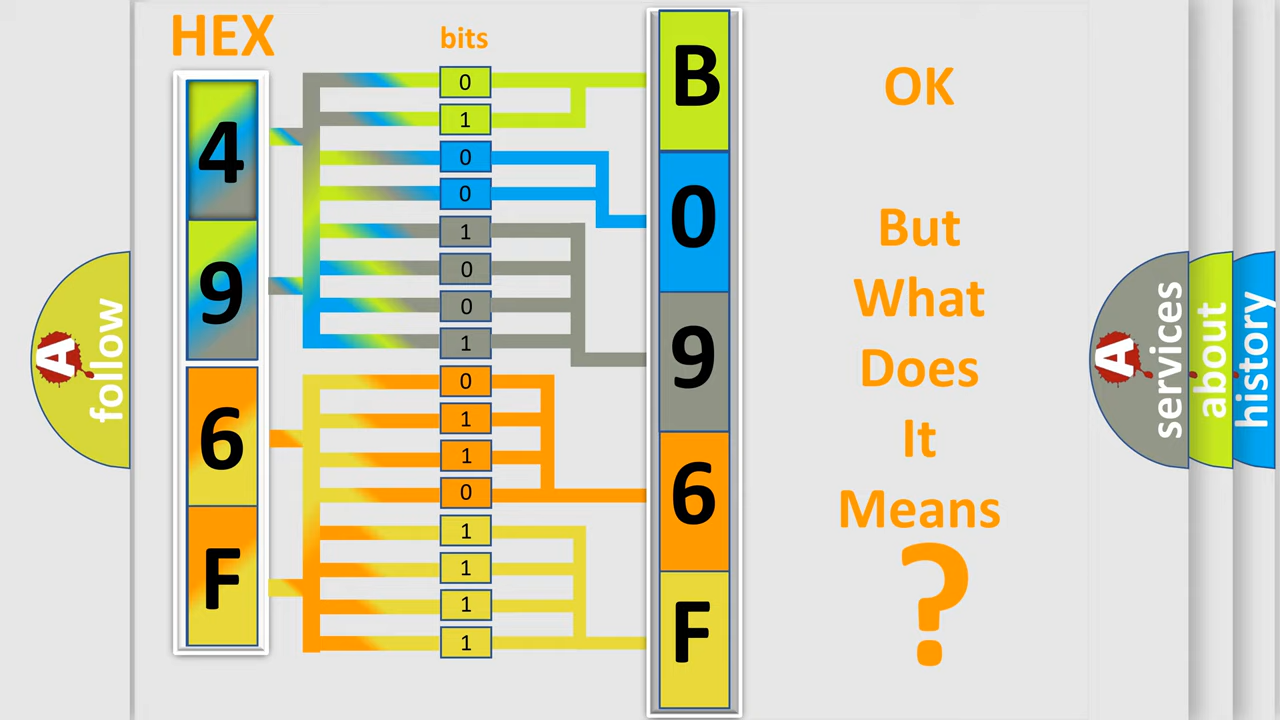 HEX
bits
4
9
6
F
0
1
0
0
1
0
0
1
0
1
1
0
1
1
1
1
B
0
9
6
F
OK
But
What
Does
It
Means
?
A
follow
A
services
about
history